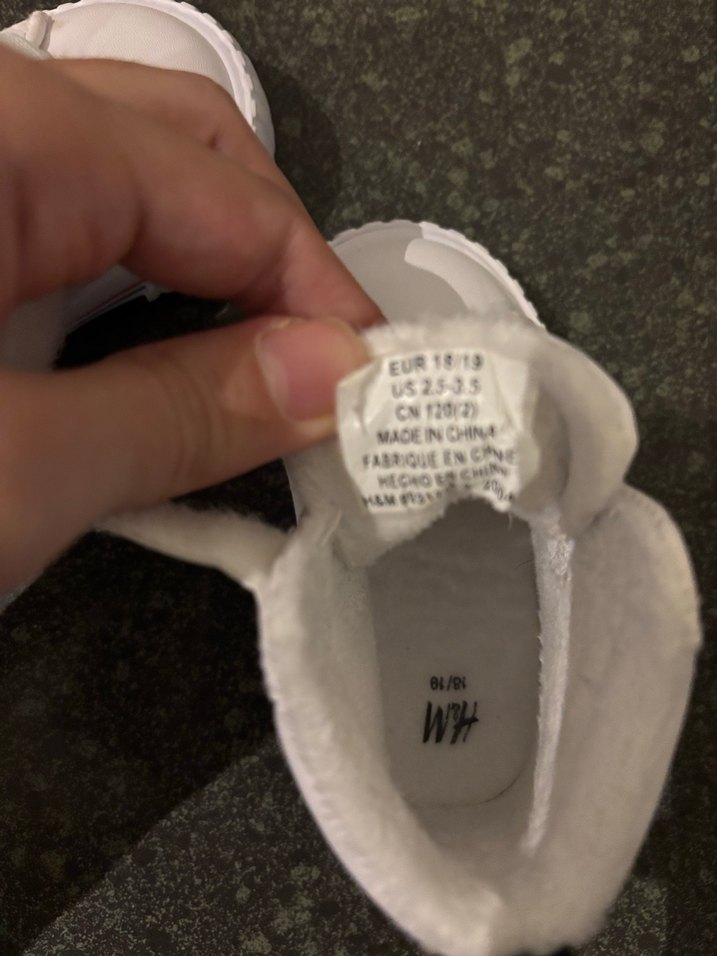 EUR 18/19
US 2.5-3.5
CN 120(2)
MADE IN CHINA
FABRIQUE EN CHINE
HECHO EN CHINA
H&M
18/19
H&M